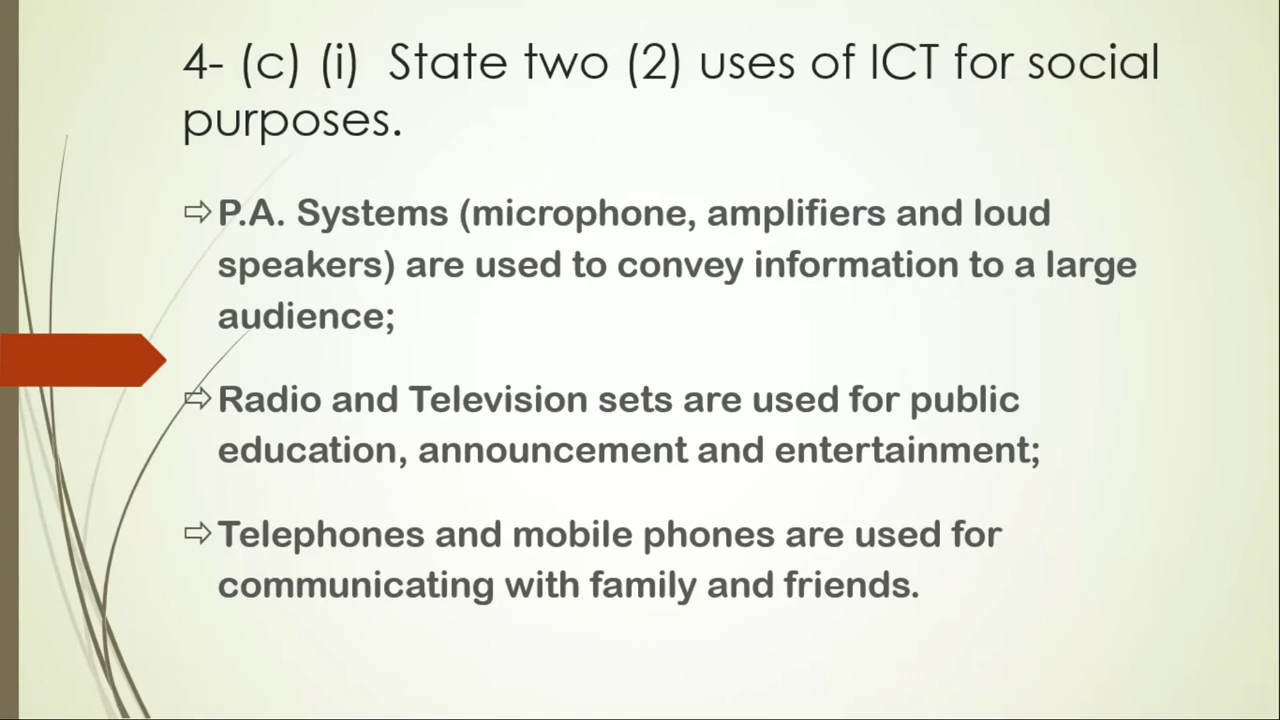 4- (c) (i) State two (2) uses of ICT for social
purposes.
⇨P.A. Systems (microphone, amplifiers and loud
speakers) are used to convey information to a large
audience;
⇨Radio and Television sets are used for public
education, announcement and entertainment;
⇨Telephones and mobile phones are used for
communicating with family and friends.